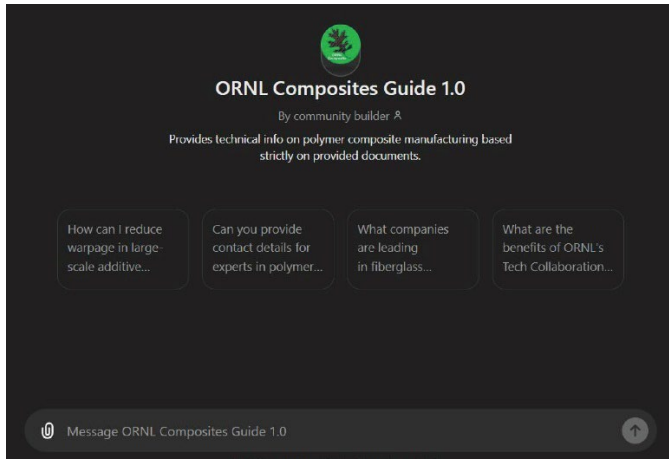 ORNL Composites Guide 1.0
By community builder
Provides technical info on polymer composite manufacturing based
strictly on provided documents.
How can I reduce
warpage in large-
scale additive...
Can you provide
contact details for
experts in polymer...
What companies
are leading
in fiberglass...
What are the
benefits of ORNL's
Tech Collaboration...
Message ORNL Composites Guide 1.0